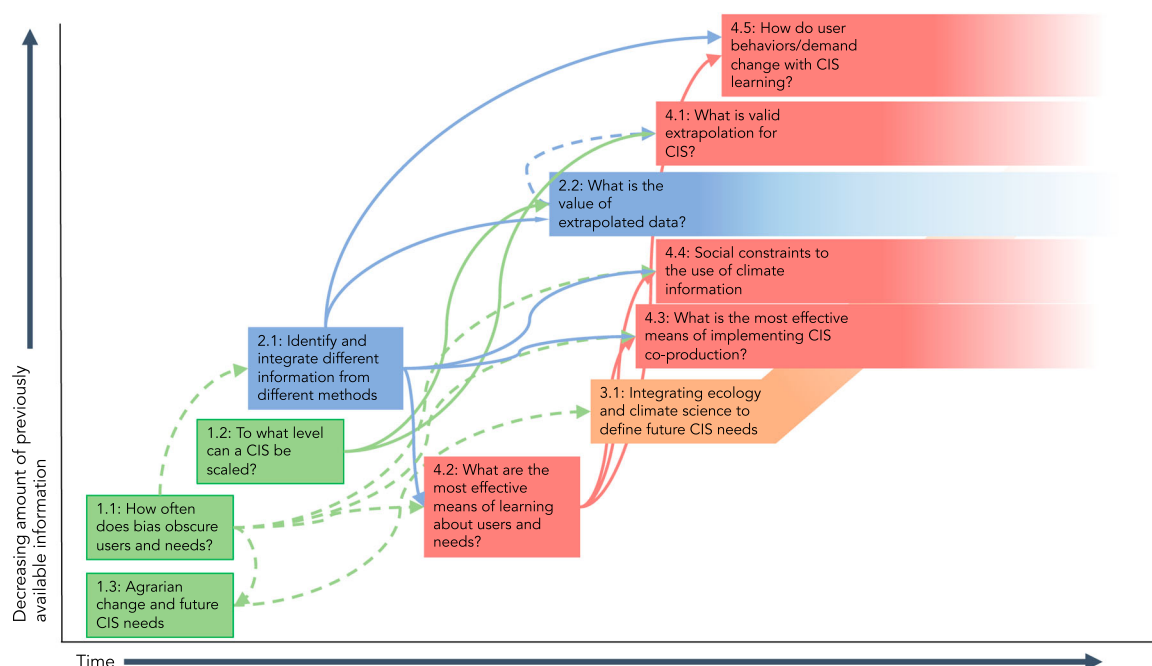 4.5: How do user
behaviors/demand
change with CIS
learning?
4.1: What is valid
extrapolation for
CIS?
2.2: What is the
value of
extrapolated data?
4.4: Social constraints to
the use of climate
information
4.3: What is the most effective
means of implementing CIS
co-production?
2.1: Identify and
integrate different
information from
different methods
3.1: Integrating ecology
and climate science to
define future CIS needs
1.2: To what level
can a CIS be
scaled?
4.2: What are the
most effective
means of learning
about users and
needs?
1.1: How often
does bias obscure
users and needs?
1.3: Agrarian
change and future
CIS needs
Decreasing amount of previously
available information
Time